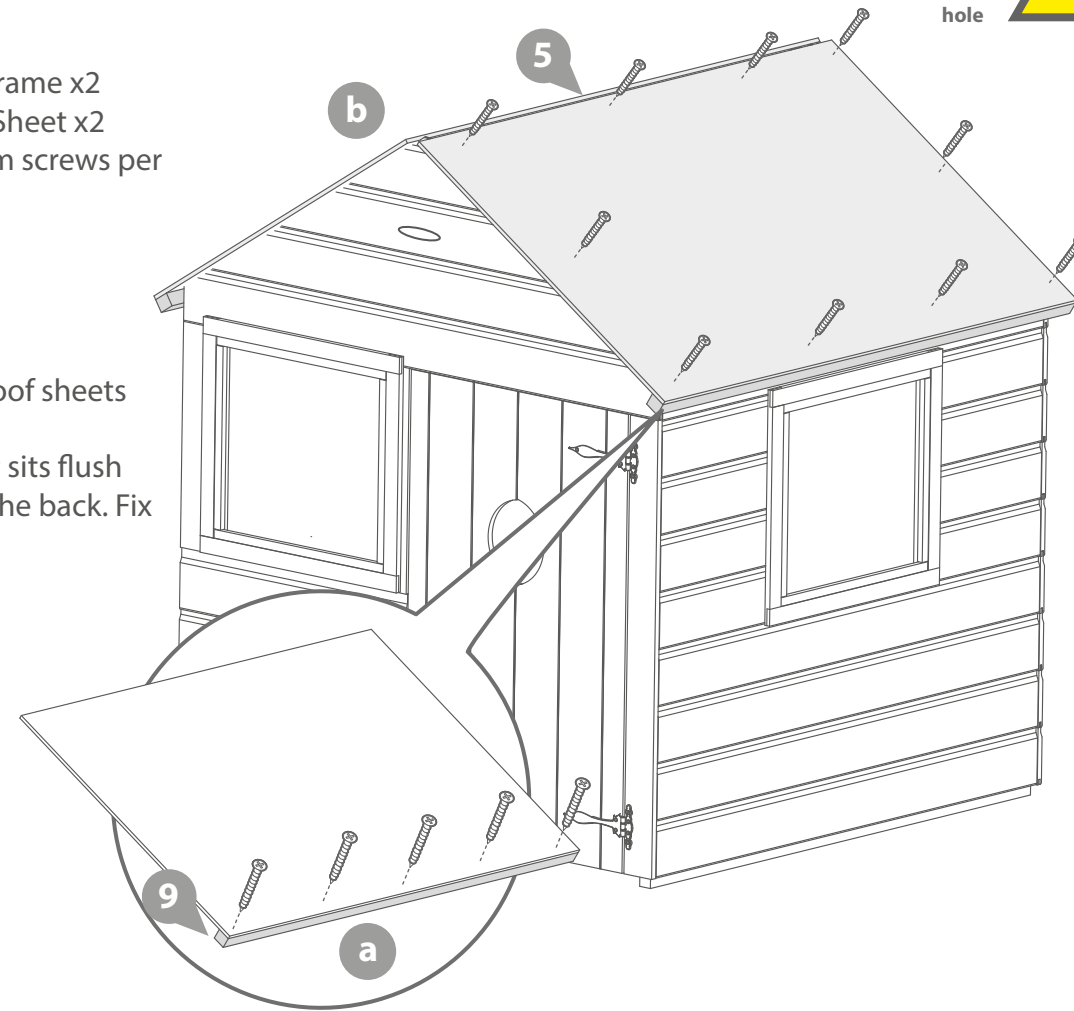 hole
5
rame x2
b
Sheet x2
m screws per
oof sheets
sits flush
he back. Fix
9
a